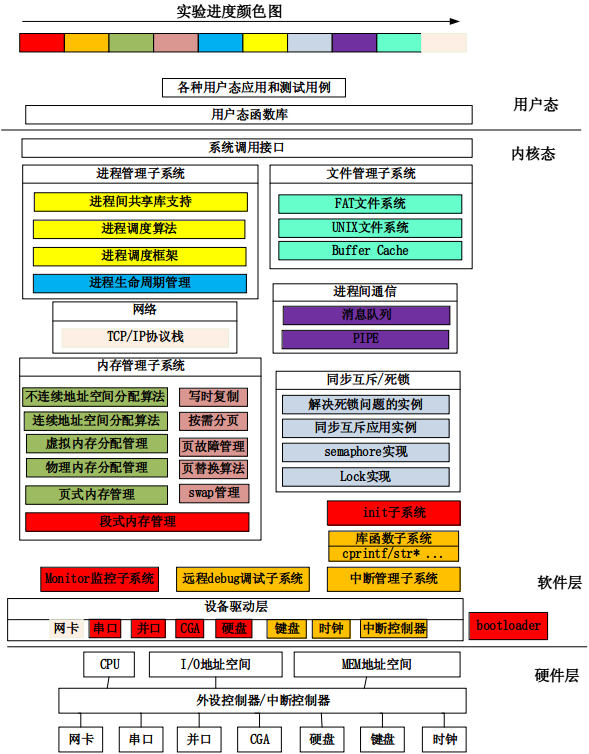 实验进度颜色图
各种用户态应用和测试用例
用户态
用户态函数库
系统调用接口
内核态
进程管理子系统
进程间共享库支持
进程调度算法
进程调度框架
进程生命周期管理
文件管理子系统
FAT文件系统
UNIX文件系统
Buffer Cache
网络
TCP/IP协议栈
进程间通信
消息队列
PIPE
内存管理子系统
不连续地址空间分配算法
写时复制
连续地址空间分配算法
按需分页
虚拟内存分配管理
页故障管理
物理内存分配管理
页替换算法
页式内存管理
swap管理
段式内存管理
同步互斥/死锁
解决死锁问题的实例
同步互斥应用实例
semaphore实现
Lock实现
init子系统
库函数子系统
cprintf/str* ...
Monitor监控子系统
远程debug调试子系统
中断管理子系统
软件层
设备驱动层
网卡
串口
并口
CGA
硬盘
键盘
时钟
中断控制器
bootloader
硬件层
CPU
I/O地址空间
MEM地址空间
外设控制器/中断控制器
网卡
串口
并口
CGA
硬盘
键盘
时钟